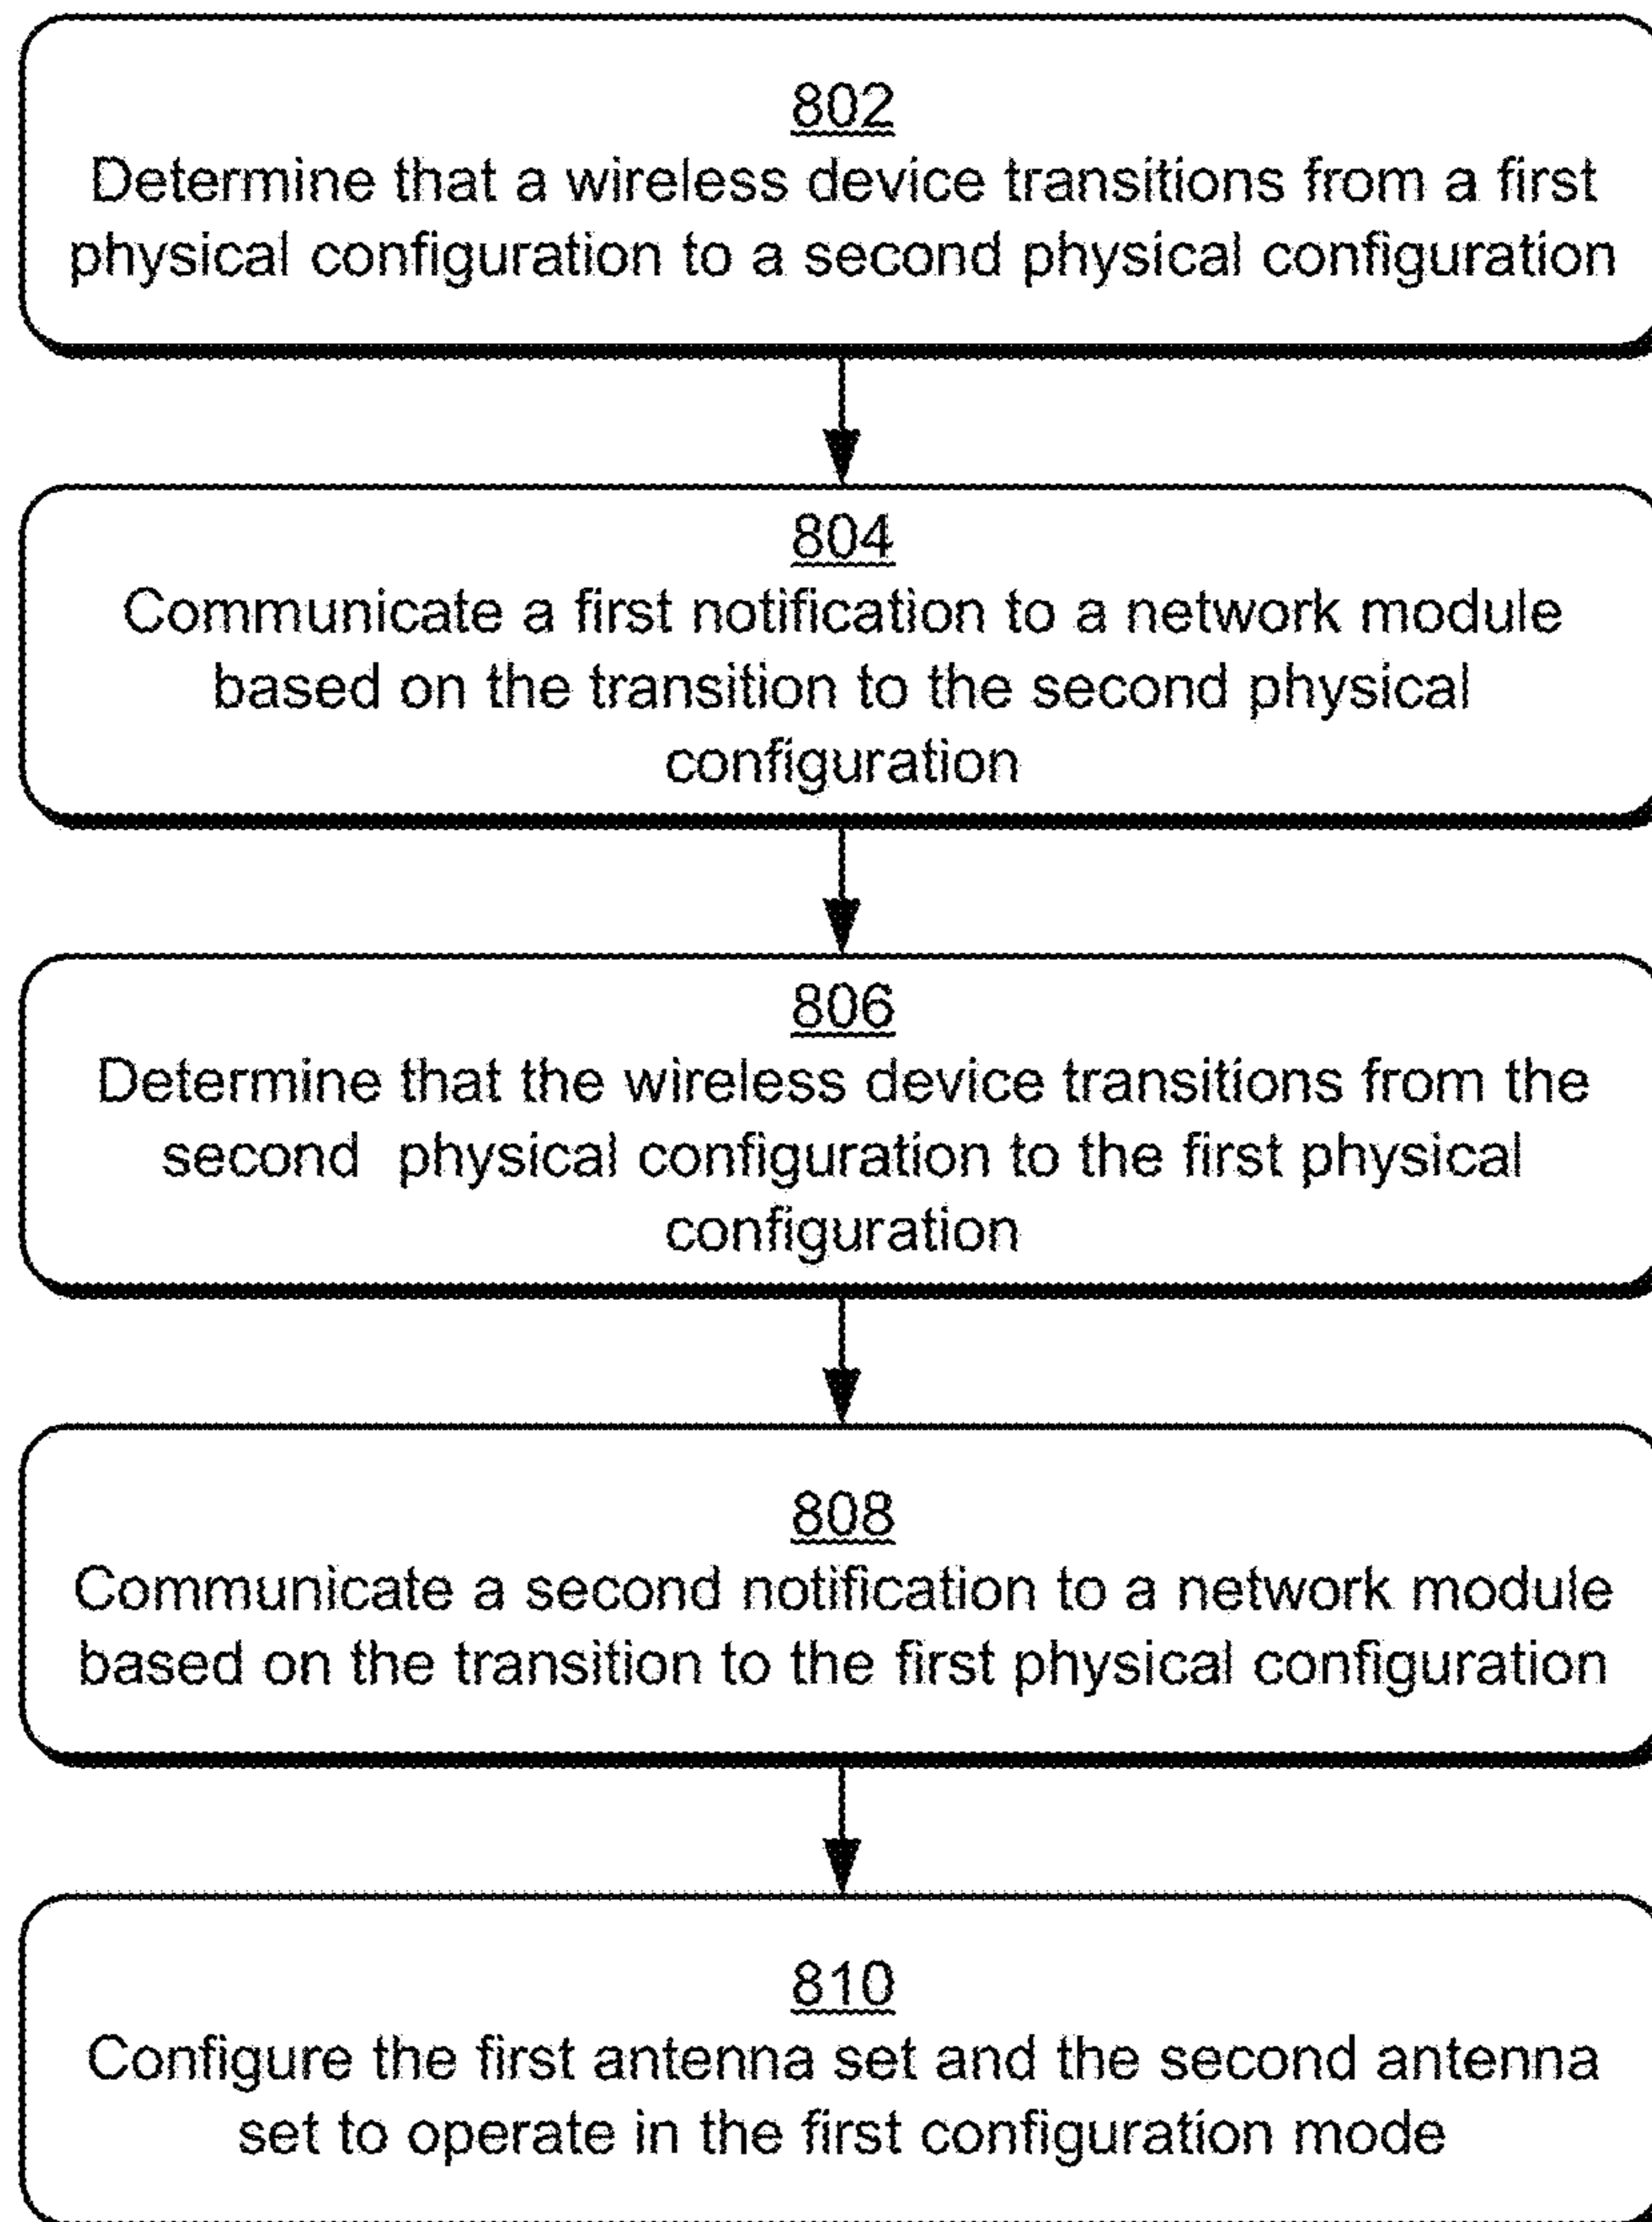 802
Determine that a wireless device transitions from a first
physical configuration to a second physical configuration
804
Communicate a first notification to a network module
based on the transition to the second physical
configuration
806
Determine that the wireless device transitions from the
second physical configuration to the first physical
configuration
808
Communicate a second notification to a network module
based on the transition to the first physical configuration
810
Configure the first antenna set and the second antenna
set to operate in the first configuration mode